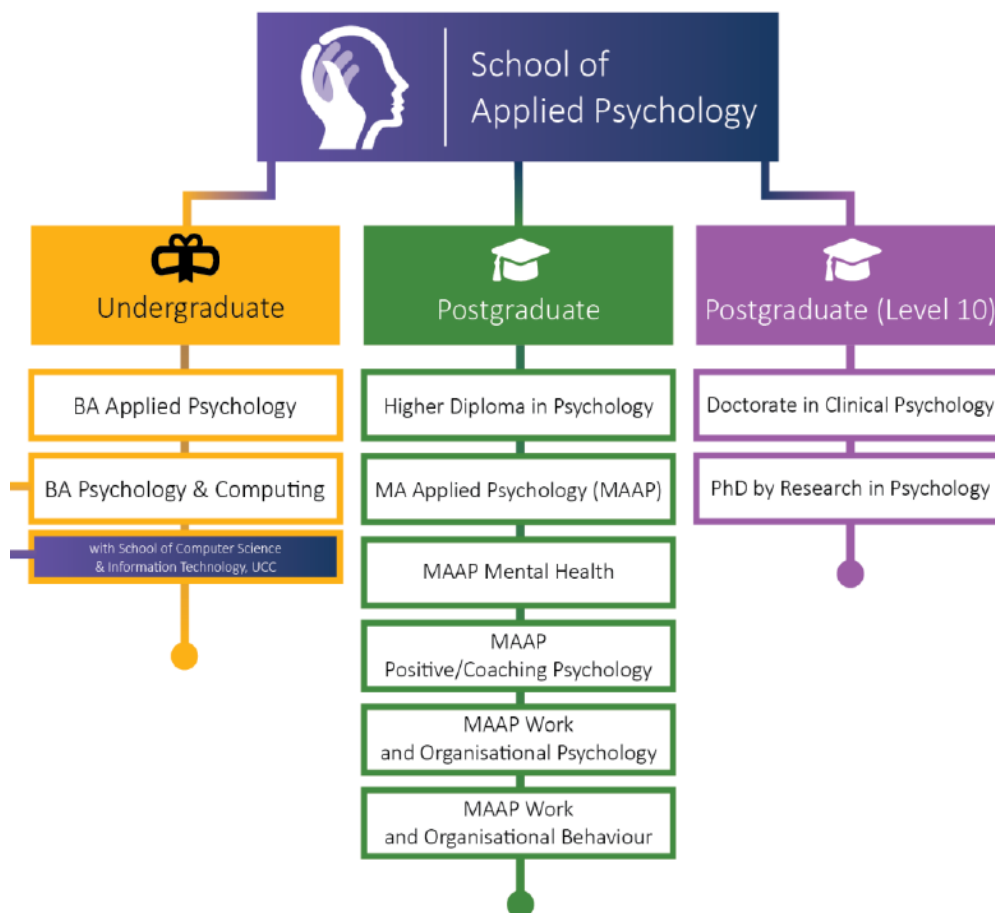 School of
Applied Psychology
Undergraduate
BA Applied Psychology
BA Psychology & Computing
with School of Computer Science
& Information Technology, UCC
Postgraduate
Higher Diploma in Psychology
MA Applied Psychology (MAAP)
MAAP Mental Health
MAAP
Positive/Coaching Psychology
MAAP Work
and Organisational Psychology
MAAP Work
and Organisational Behaviour
Postgraduate (Level 10)
Doctorate in Clinical Psychology
PhD by Research in Psychology